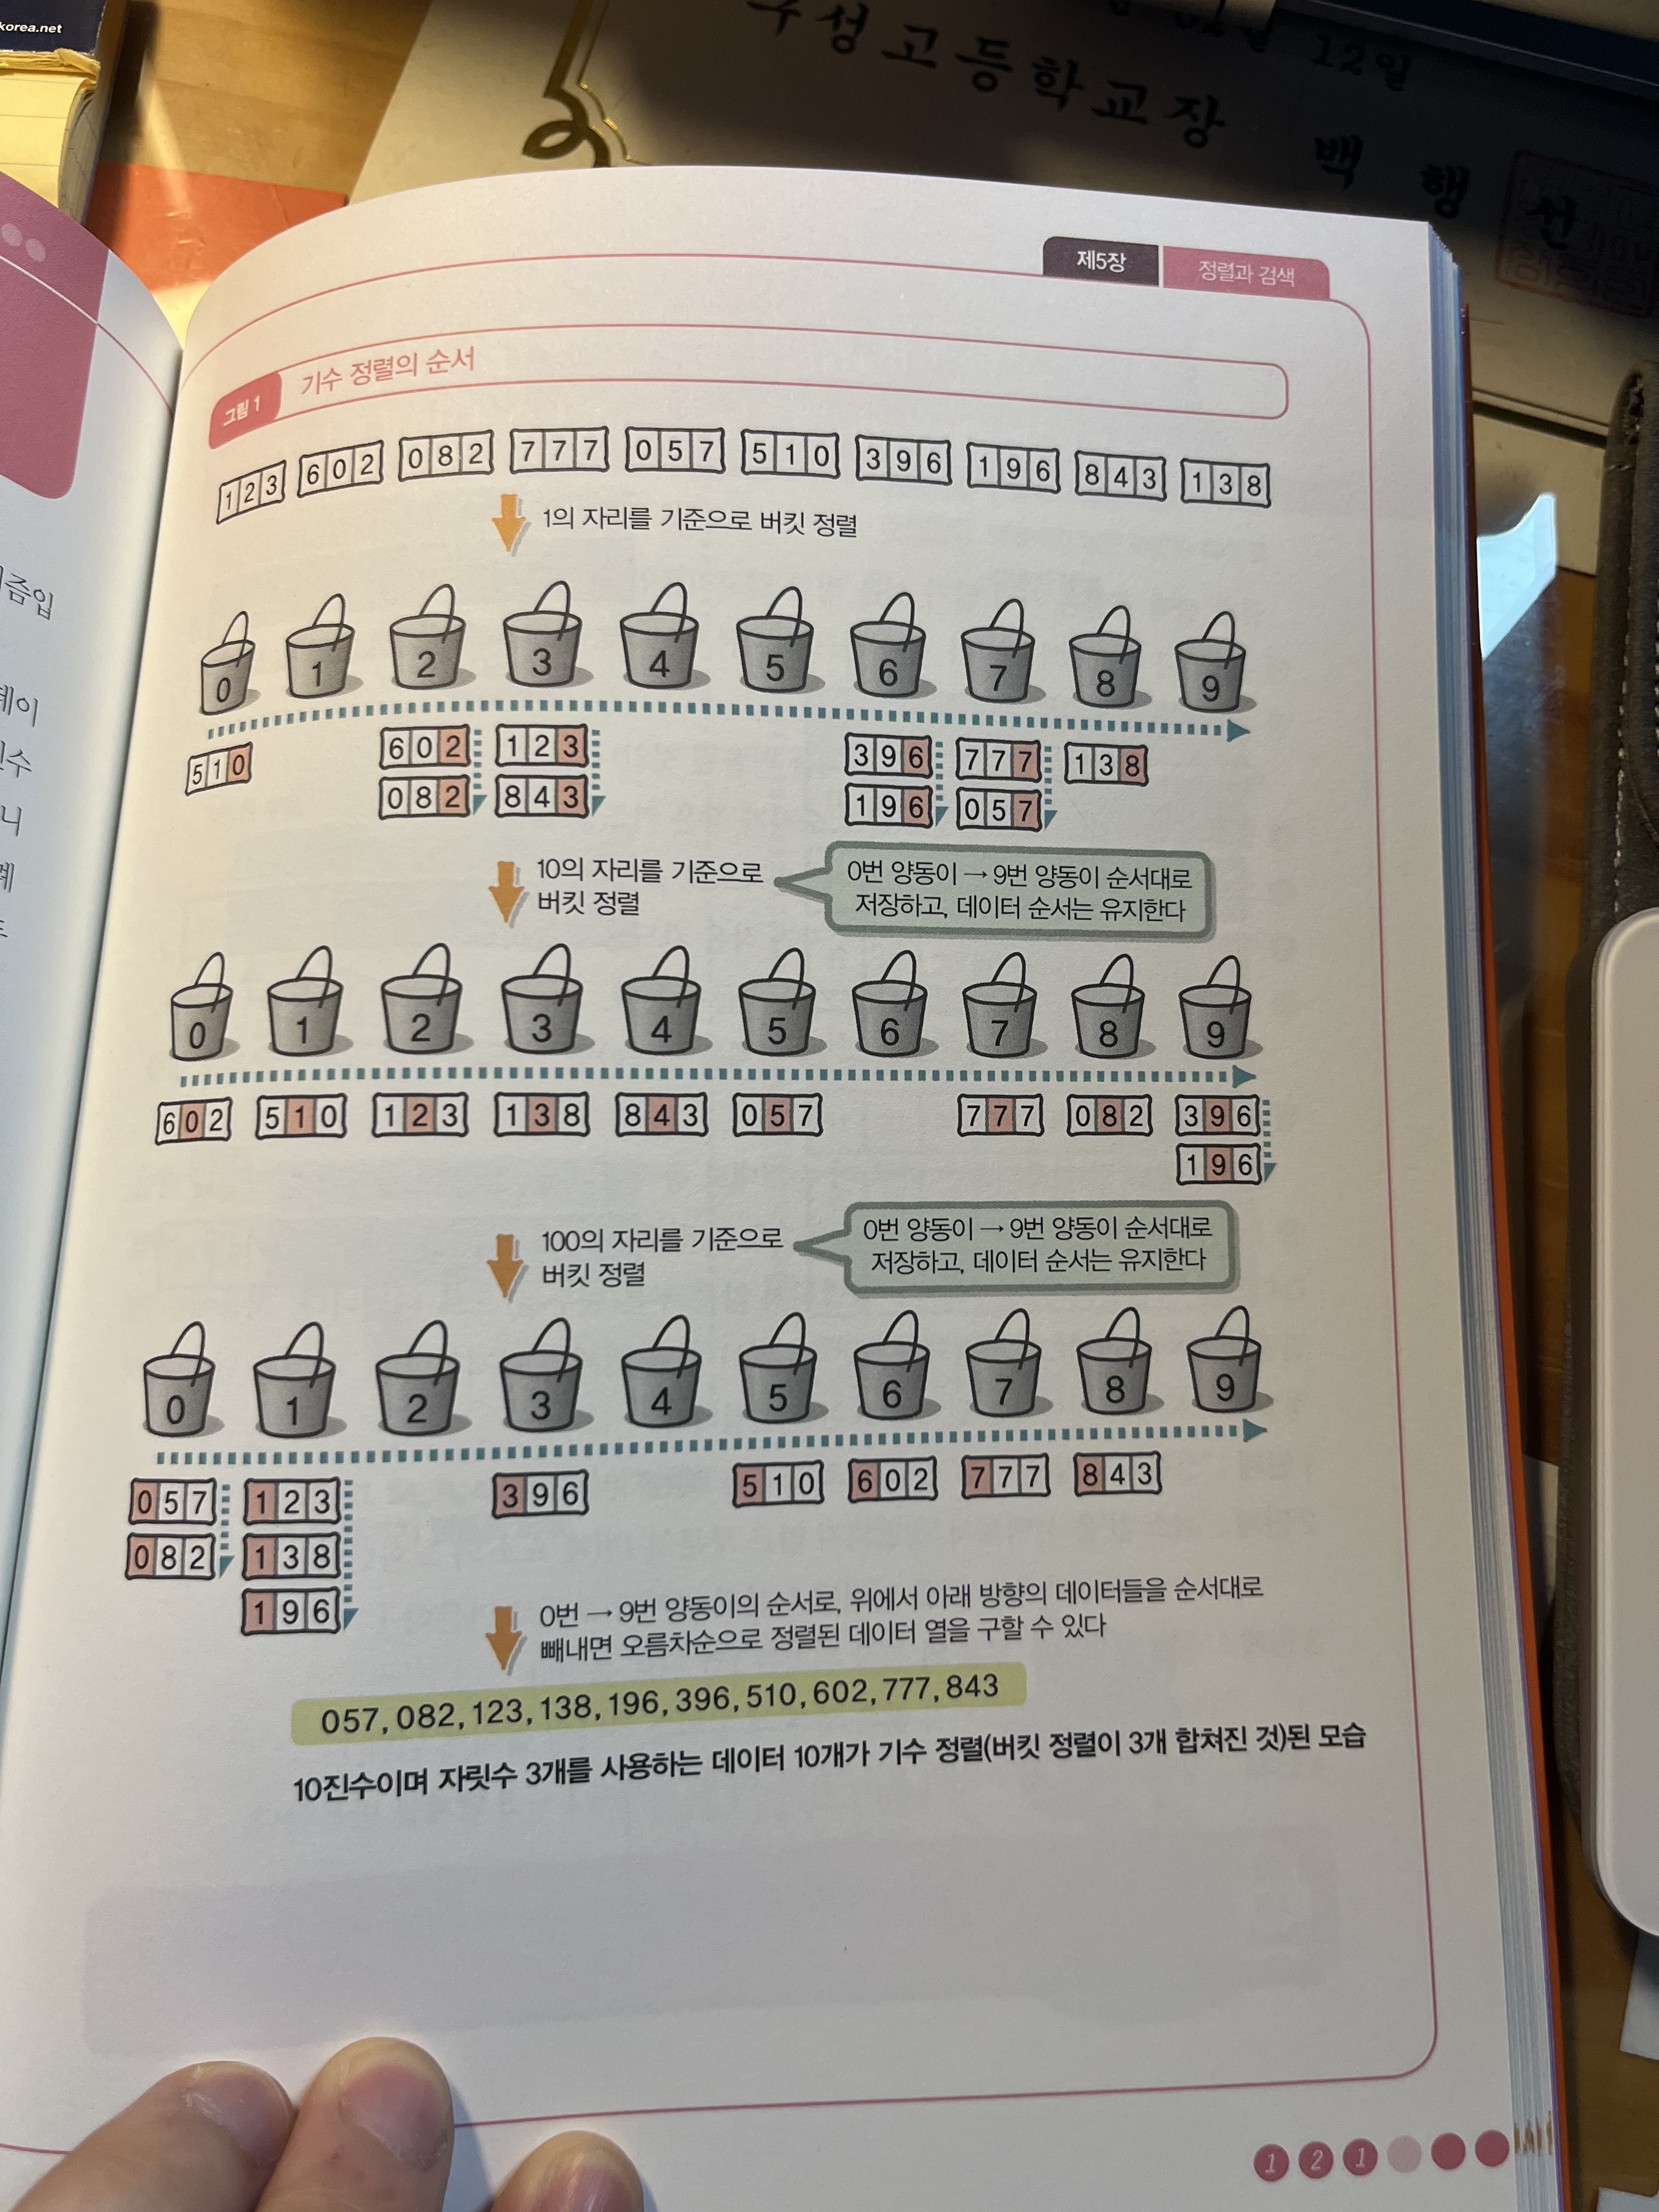 korea.net
12일
구성고등학교장 백 행 선
즘입
제5장 정렬과 검색
그림 1 기수 정렬의 순서
123 602 082 777 057 510 396 196 843 138
1의 자리를 기준으로 버킷 정렬
0 1 2 3 4 5 6 7 8 9
510 602 123 396 777 138
082 843 196 057
10의 자리를 기준으로
버킷 정렬
0번 양동이 → 9번 양동이 순서대로
저장하고, 데이터 순서는 유지한다
0 1 2 3 4 5 6 7 8 9
602 510 123 138 843 057 777 082 396
196
100의 자리를 기준으로
버킷 정렬
0번 양동이 → 9번 양동이 순서대로
저장하고, 데이터 순서는 유지한다
0 1 2 3 4 5 6 7 8 9
057 123 396 510 602 777 843
082 138
196
0번 → 9번 양동이의 순서로, 위에서 아래 방향의 데이터들을 순서대로
빼내면 오름차순으로 정렬된 데이터 열을 구할 수 있다
057, 082, 123, 138, 196, 396, 510, 602, 777, 843
10진수이며 자릿수 3개를 사용하는 데이터 10개가 기수 정렬(버킷 정렬이 3개 합쳐진 것)된 모습
121